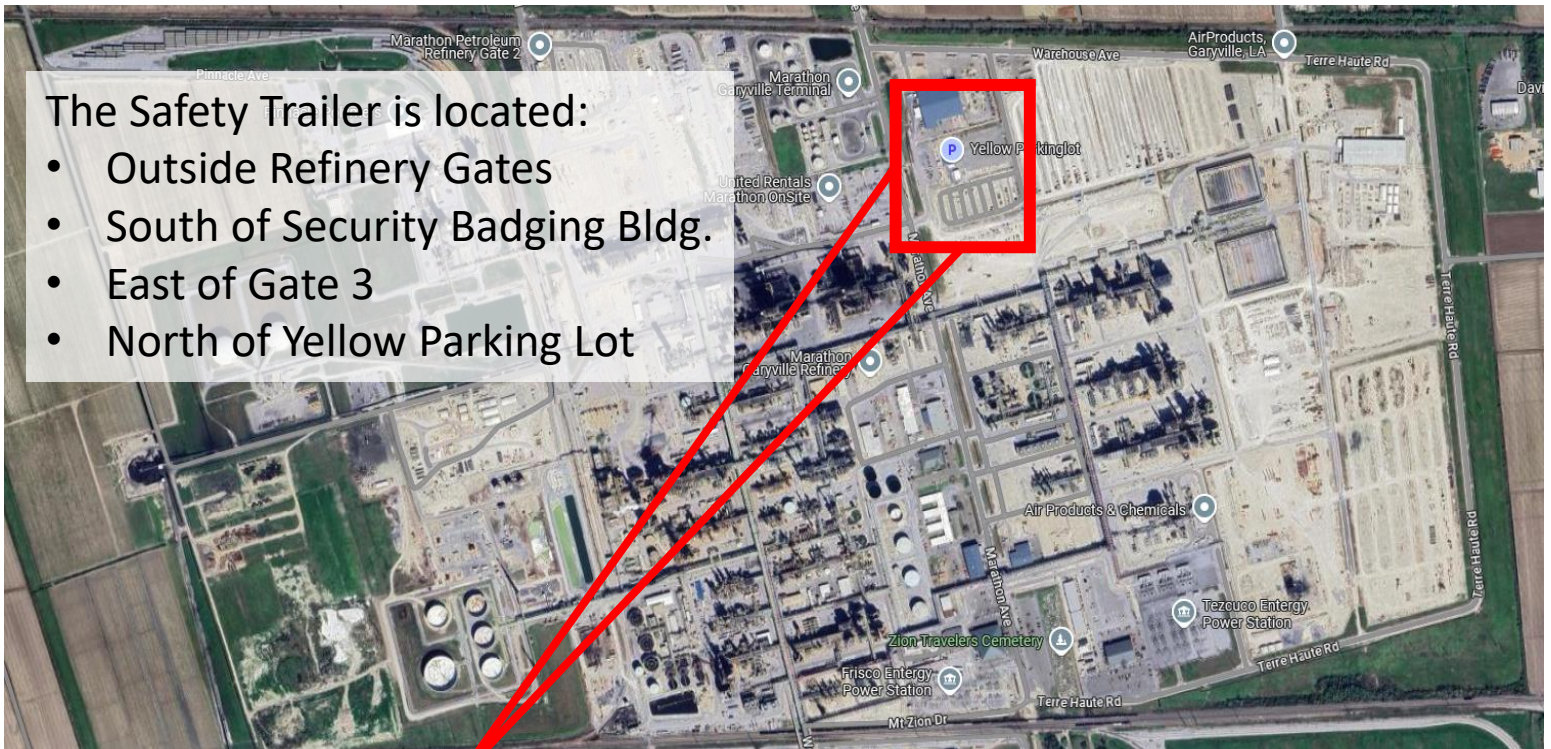 Marathon Petroleum
Refinery Gate 2
AirProducts,
Garyville, LA
Warehouse Ave
Terre Haute Rd
Pinnacle Ave
Marathon
Garyville Terminal
Davi
The Safety Trailer is located:
• Outside Refinery Gates
• South of Security Badging Bldg.
• East of Gate 3
• North of Yellow Parking Lot
Yellow Parkinglot
United Rentals
Marathon OnSite
Marathon Ave
Terre Haute Rd
Marathon
Garyville Refinery
Air Products & Chemicals
Marathon Ave
Terre Haute Rd
Tezcuco Entergy
Power Station
Zion Travelers Cemetery
Terre Haute Rd
Frisco Entergy
Power Station
Terre Haute Rd
Mt Zion Dr
W